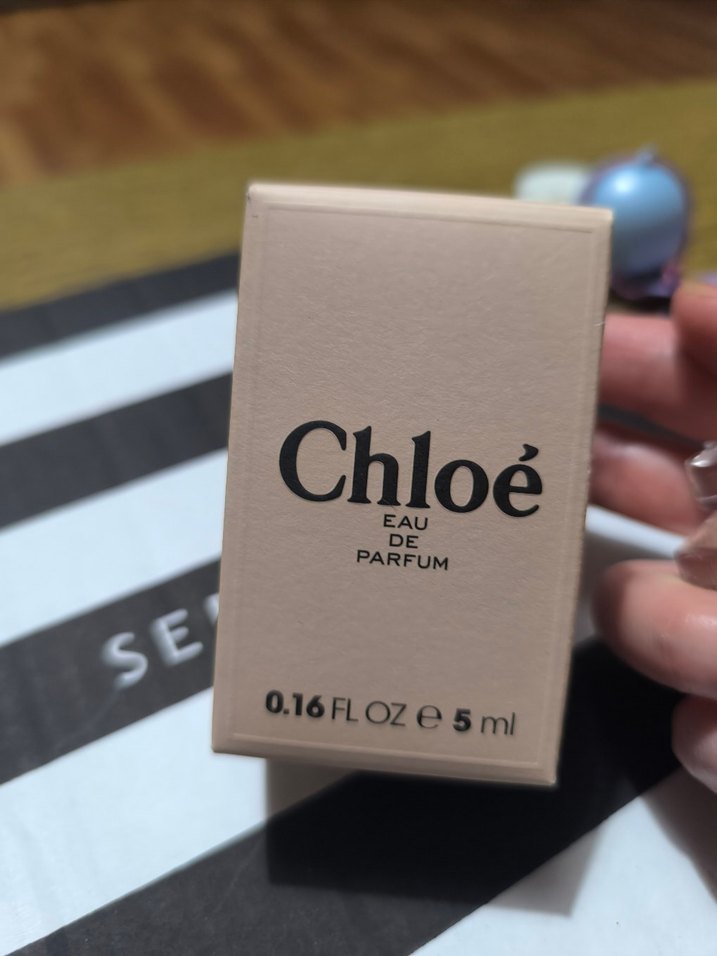 Chloé
EAU
DE
PARFUM
0.16 FL OZ e 5 ml